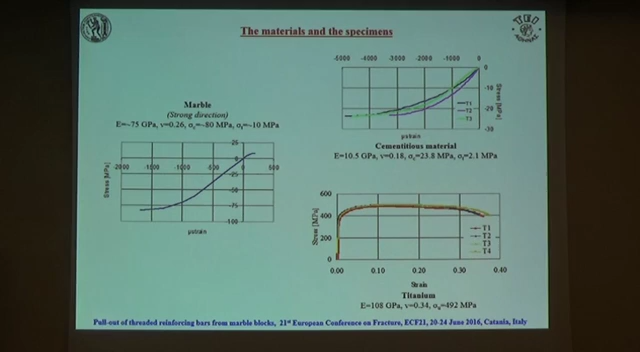 The materials and the specimens
Marble
(Strong direction)
E=~75 GPa, v=0.26, σc=~80 MPa, σt=~10 MPa
25
2000 -1500 -1000 -500 0 500
-25
-50
-75
-100
Stress [MPa]
μstrain
-5000 -4000 -3000 -2000 -1000 0
0
-10
-20
-30
Stress [MPa]
T1
T2
T3
μstrain
Cementitious material
E=10.5 GPa, v=0.18, σc=23.8 MPa, σt=2.1 MPa
600
400
200
0
Stress [MPa]
T1
T2
T3
T4
0.00 0.10 0.20 0.30 0.40
Strain
Titanium
E=108 GPa, v=0.34, σu=492 MPa
Pull-out of threaded reinforcing bars from marble blocks, 21st European Conference on Fracture, ECF21, 20-24 June 2016, Catania, Italy